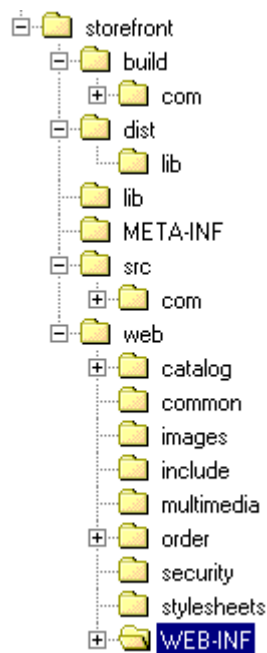 storefront
build
com
dist
lib
lib
META-INF
src
com
web
catalog
common
images
include
multimedia
order
security
stylesheets
WEB-INF